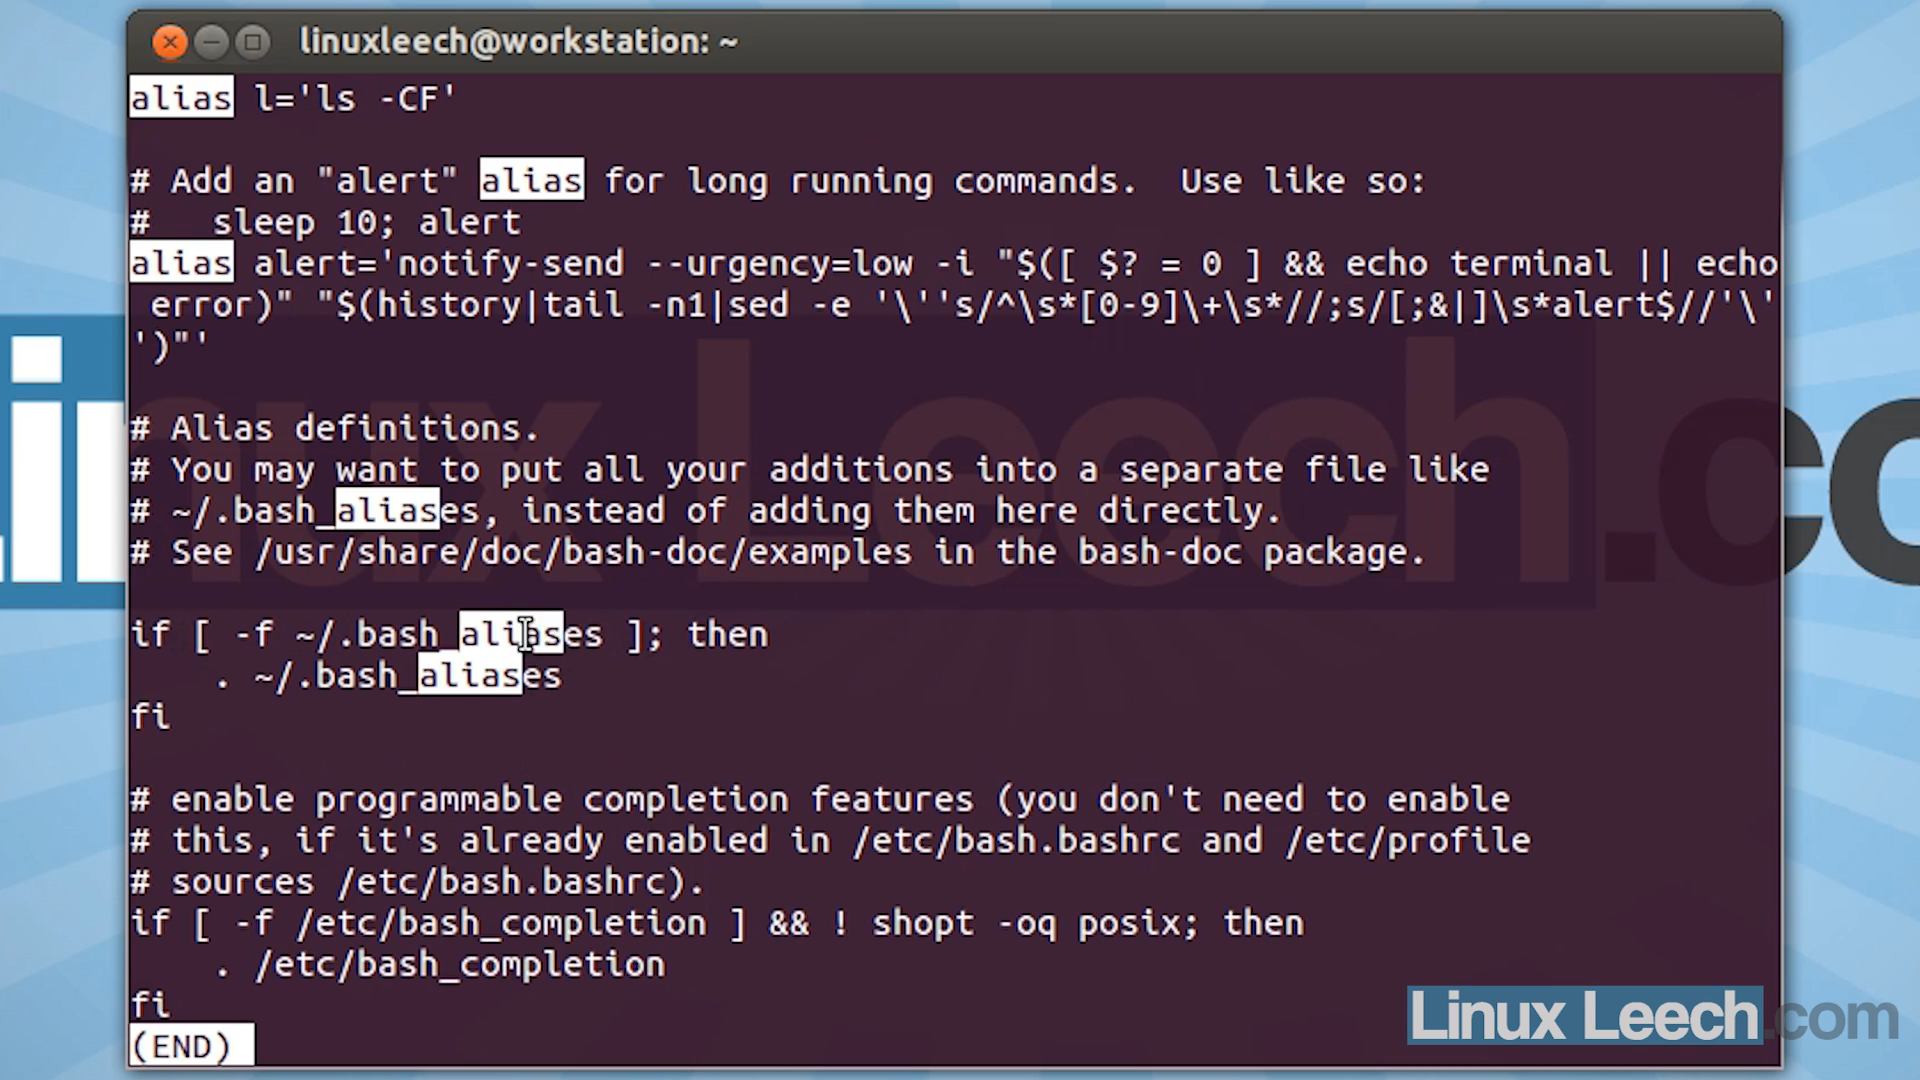 linuxleech@workstation: ~
alias l='ls -CF'
# Add an "alert" alias for long running commands.  Use like so:
#   sleep 10; alert
alias alert='notify-send --urgency=low -i "$([ $? = 0 ] && echo terminal || echo
 error)" "$(history|tail -n1|sed -e '\''s/^\s*[0-9]\+\s*//;s/[;&|]\s*alert$//'\'
')"'
# Alias definitions.
# You may want to put all your additions into a separate file like
# ~/.bash_aliases, instead of adding them here directly.
# See /usr/share/doc/bash-doc/examples in the bash-doc package.
if [ -f ~/.bash_aliases ]; then
    . ~/.bash_aliases
fi
# enable programmable completion features (you don't need to enable
# this, if it's already enabled in /etc/bash.bashrc and /etc/profile
# sources /etc/bash.bashrc).
if [ -f /etc/bash_completion ] && ! shopt -oq posix; then
    . /etc/bash_completion
fi
(END)
Linux Leech.com
Linux Leech.co